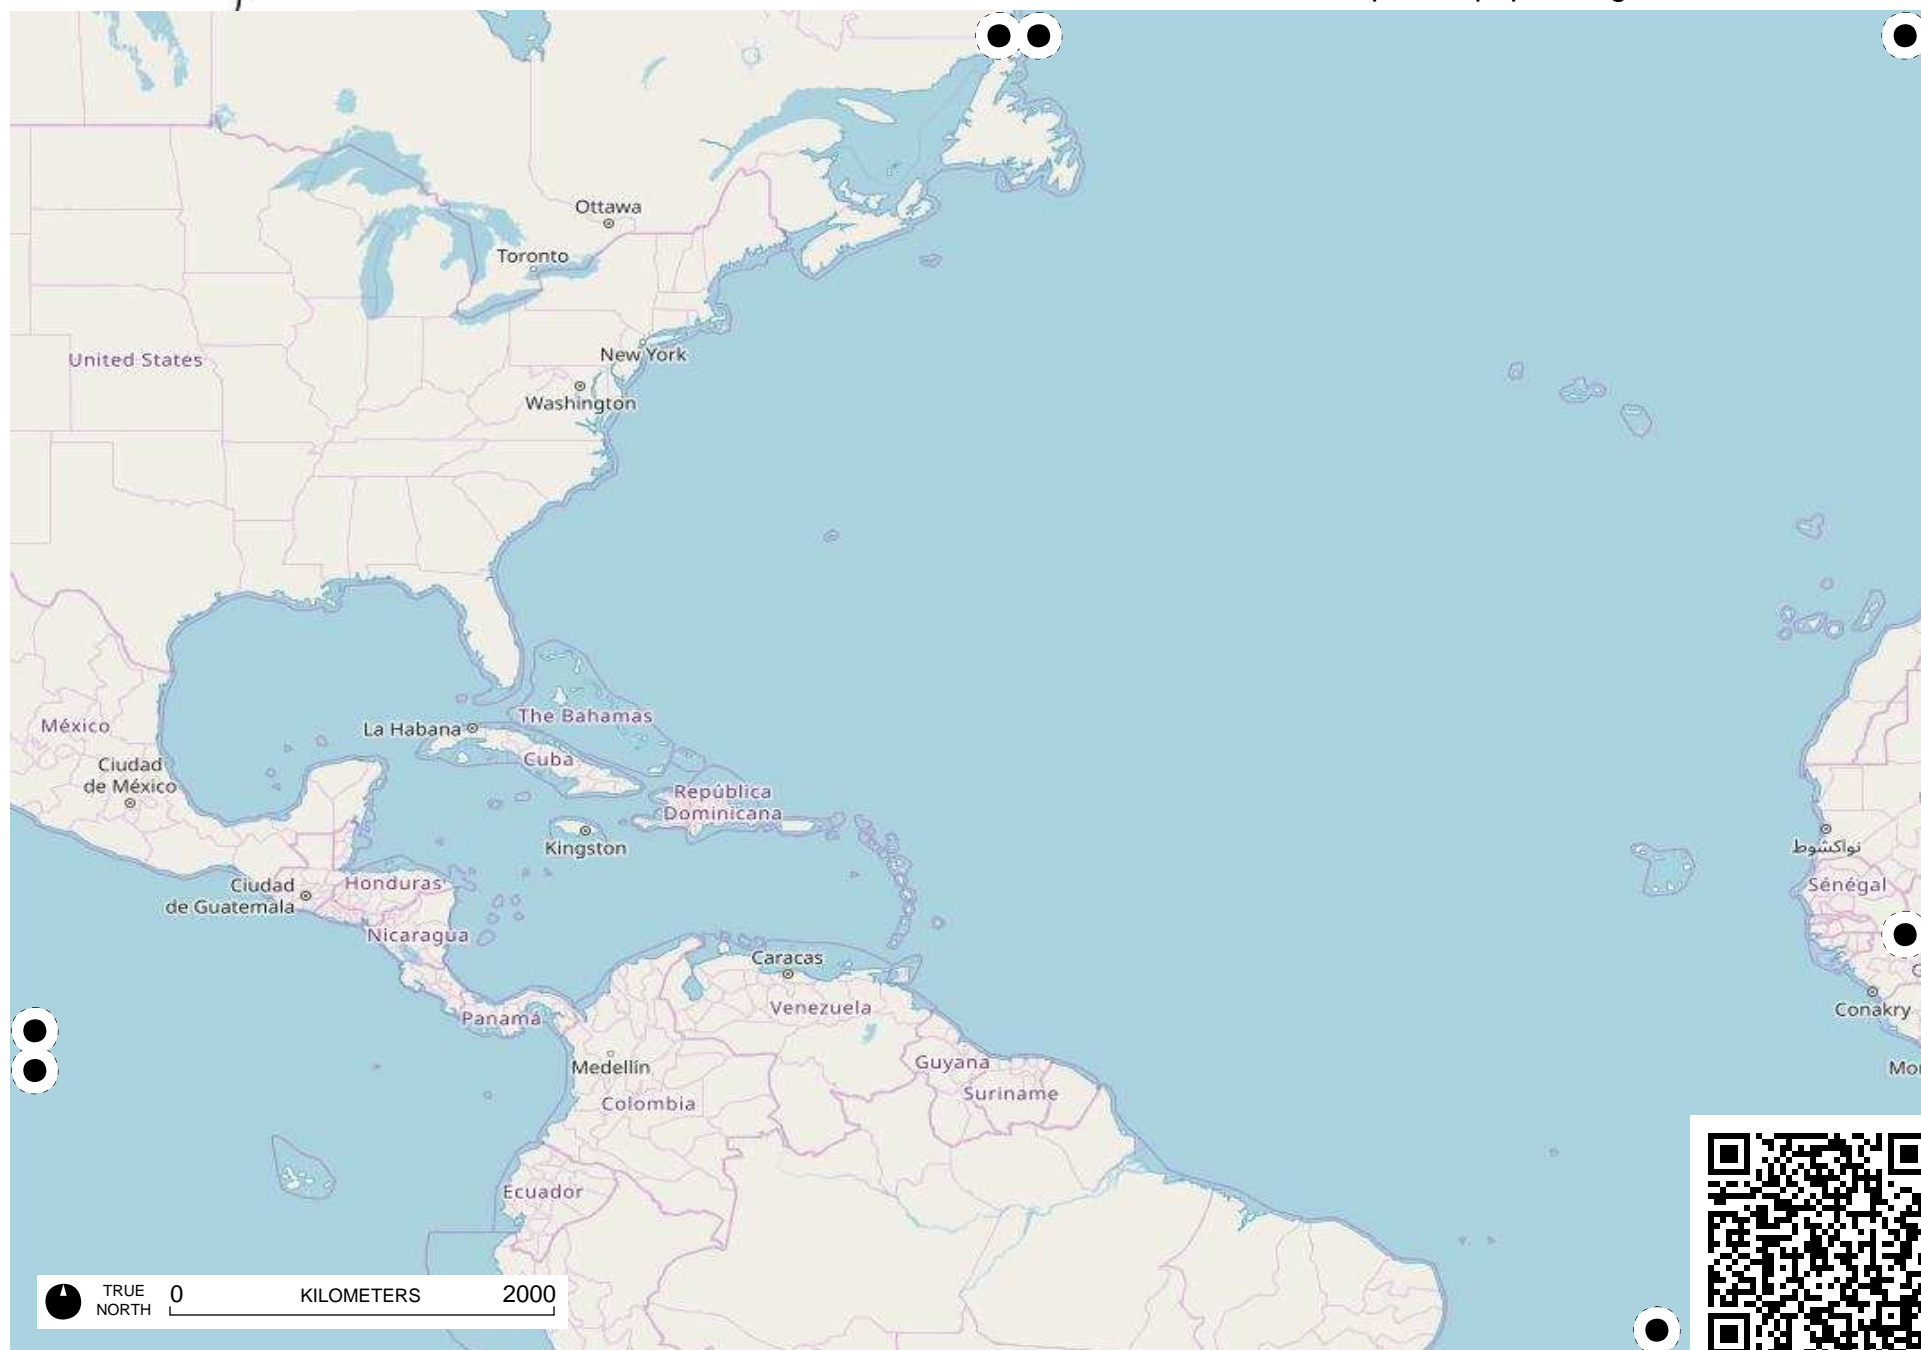 Ottawa
Toronto
United States
New York
Washington
La Habana
The Bahamas
México
Cuba
Ciudad
de México
República
Dominicana
Kingston
نواكشوط
Honduras
Ciudad
de Guatemala
Sénégal
Nicaragua
Caracas
Venezuela
Conakry
Panamá
Medellín
Guyana
Suriname
Colombia
Ecuador
TRUE
NORTH
0 KILOMETERS 2000